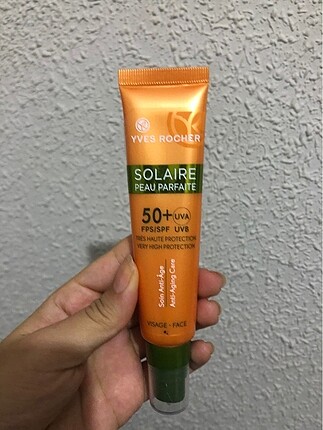 YVES ROCHER
SOLAIRE
PEAU PARFAITE
50+ UVA
FPS/SPF UVB
TRES HAUTE PROTECTION
VERY HIGH PROTECTION
Soin Anti-Âge
Anti-Aging Care
VISAGE - FACE